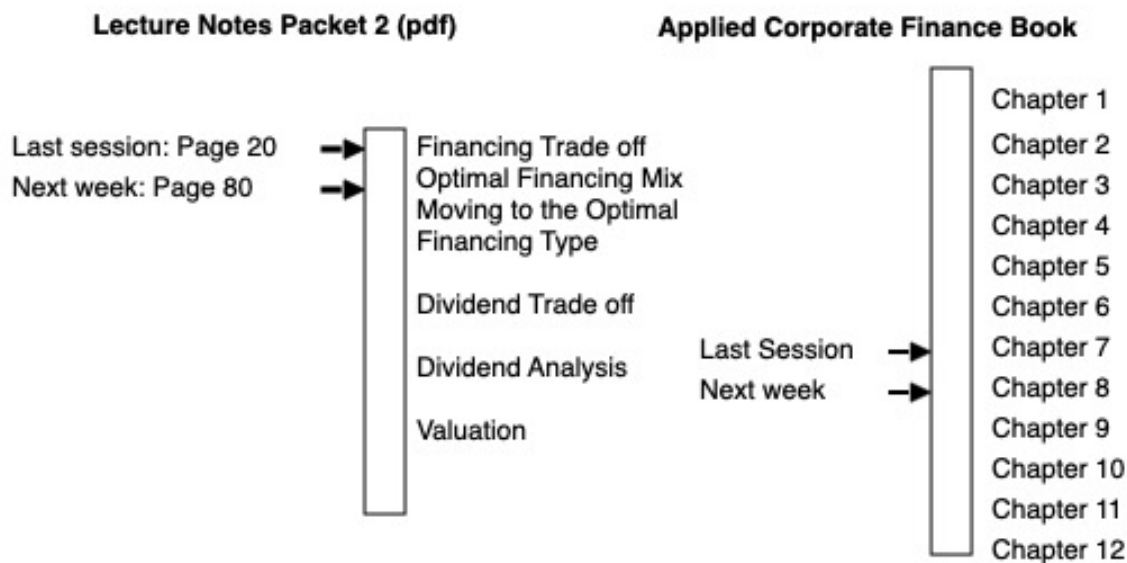 Lecture Notes Packet 2 (pdf)
Last session: Page 20
Next week: Page 80
Financing Trade off
Optimal Financing Mix
Moving to the Optimal
Financing Type
Dividend Trade off
Dividend Analysis
Valuation
Applied Corporate Finance Book
Last Session
Next week
Chapter 1
Chapter 2
Chapter 3
Chapter 4
Chapter 5
Chapter 6
Chapter 7
Chapter 8
Chapter 9
Chapter 10
Chapter 11
Chapter 12